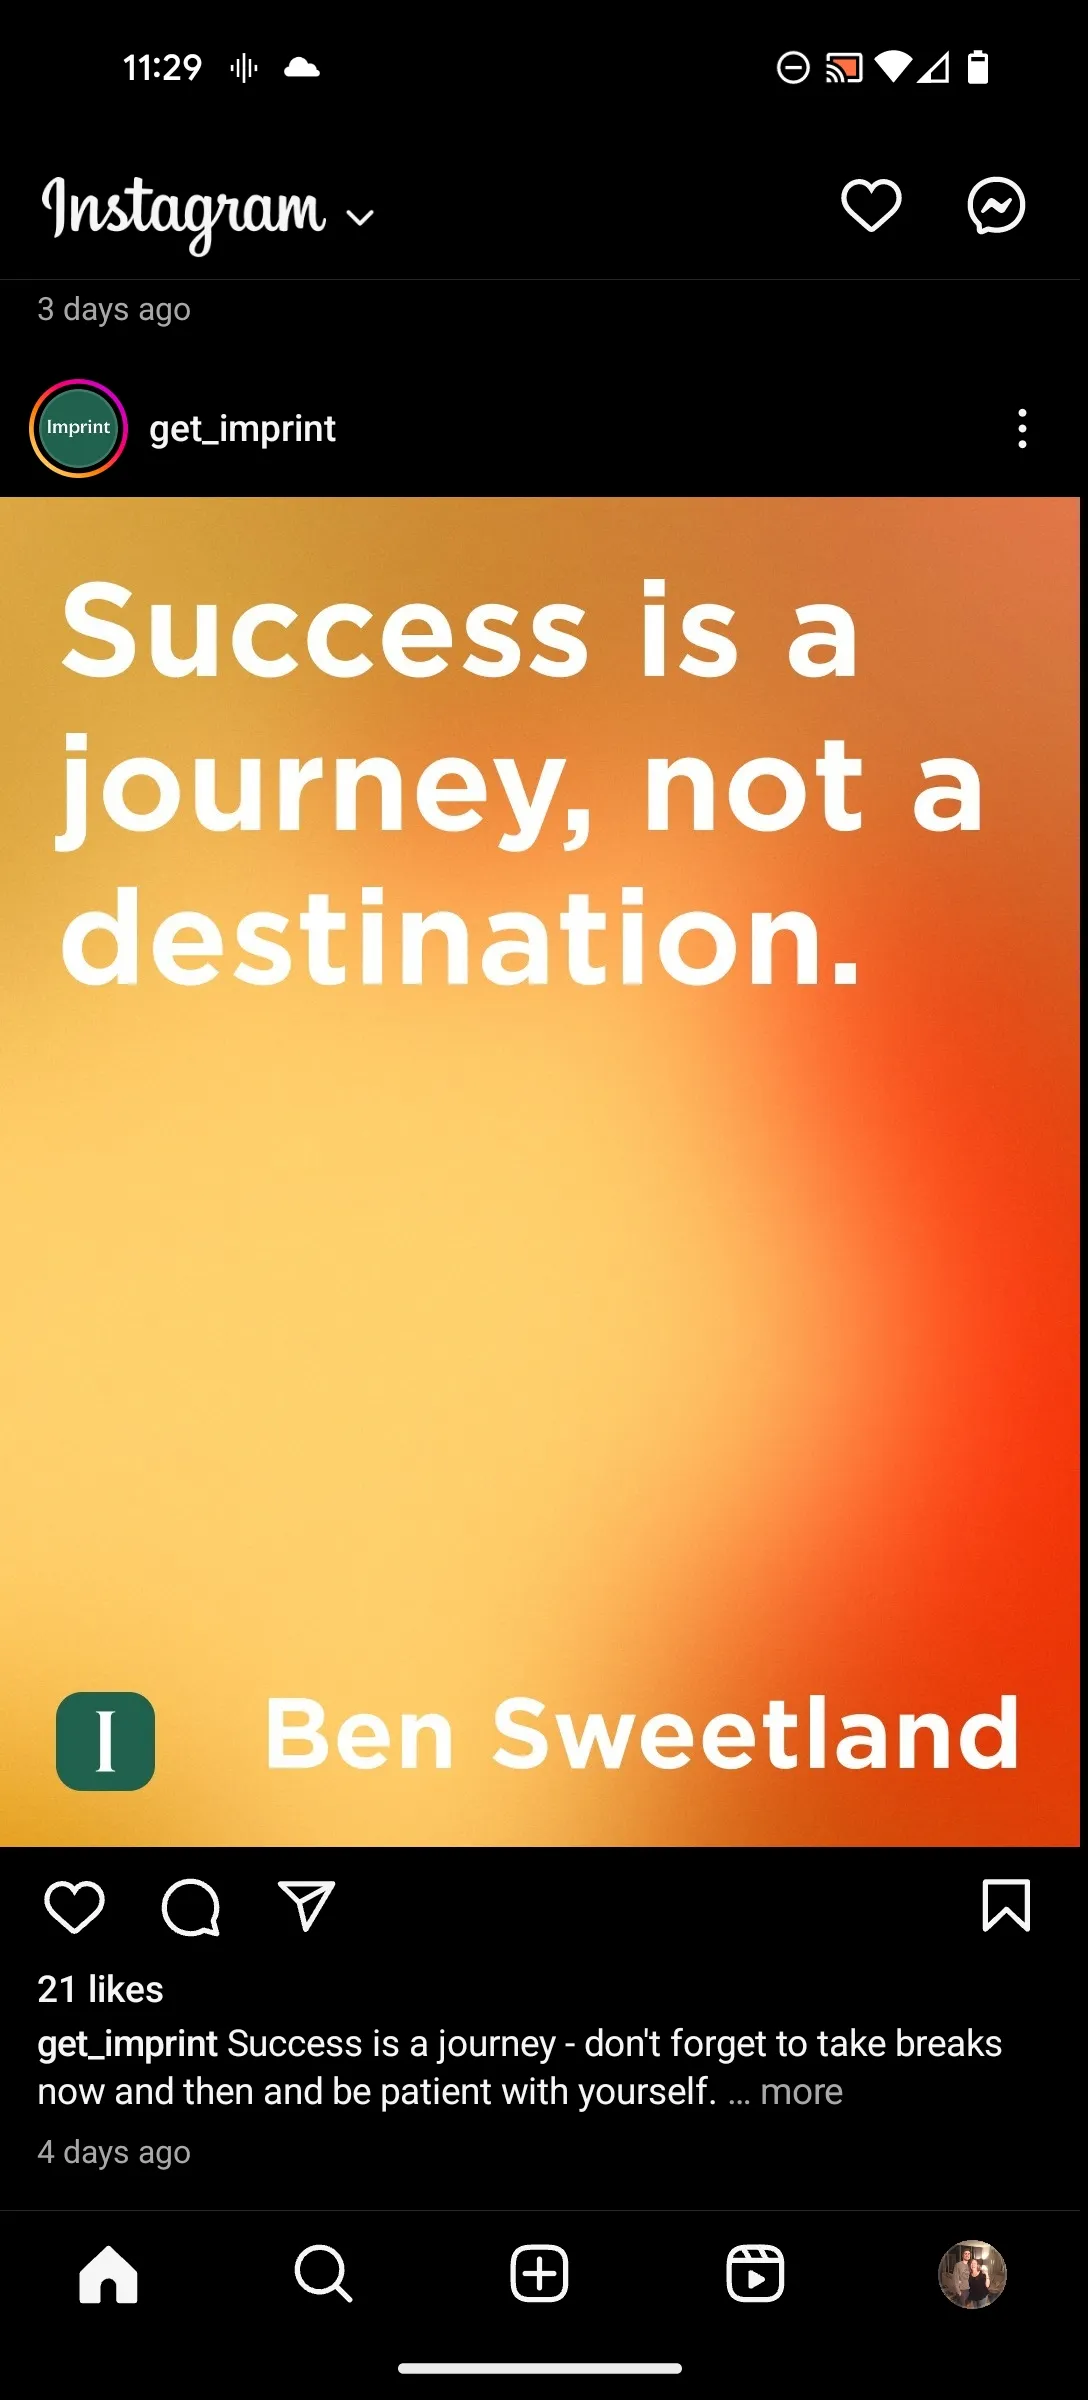 11:29
Instagram
3 days ago
Imprint
get_imprint
Success is a
journey, not a
destination.
I
Ben Sweetland
21 likes
get_imprint Success is a journey - don't forget to take breaks
now and then and be patient with yourself. ... more
4 days ago